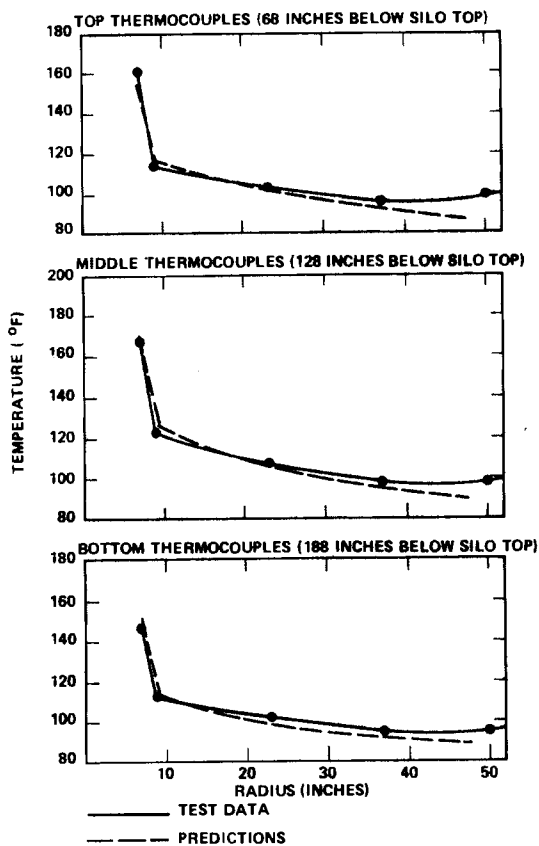 TOP THERMOCOUPLES (68 INCHES BELOW SILO TOP)
180
160
140
120
100
80
MIDDLE THERMOCOUPLES (128 INCHES BELOW SILO TOP)
200
180
160
140
120
100
80
TEMPERATURE (°F)
BOTTOM THERMOCOUPLES (188 INCHES BELOW SILO TOP)
180
160
140
120
100
80
10 20 30 40 50
RADIUS (INCHES)
TEST DATA
PREDICTIONS